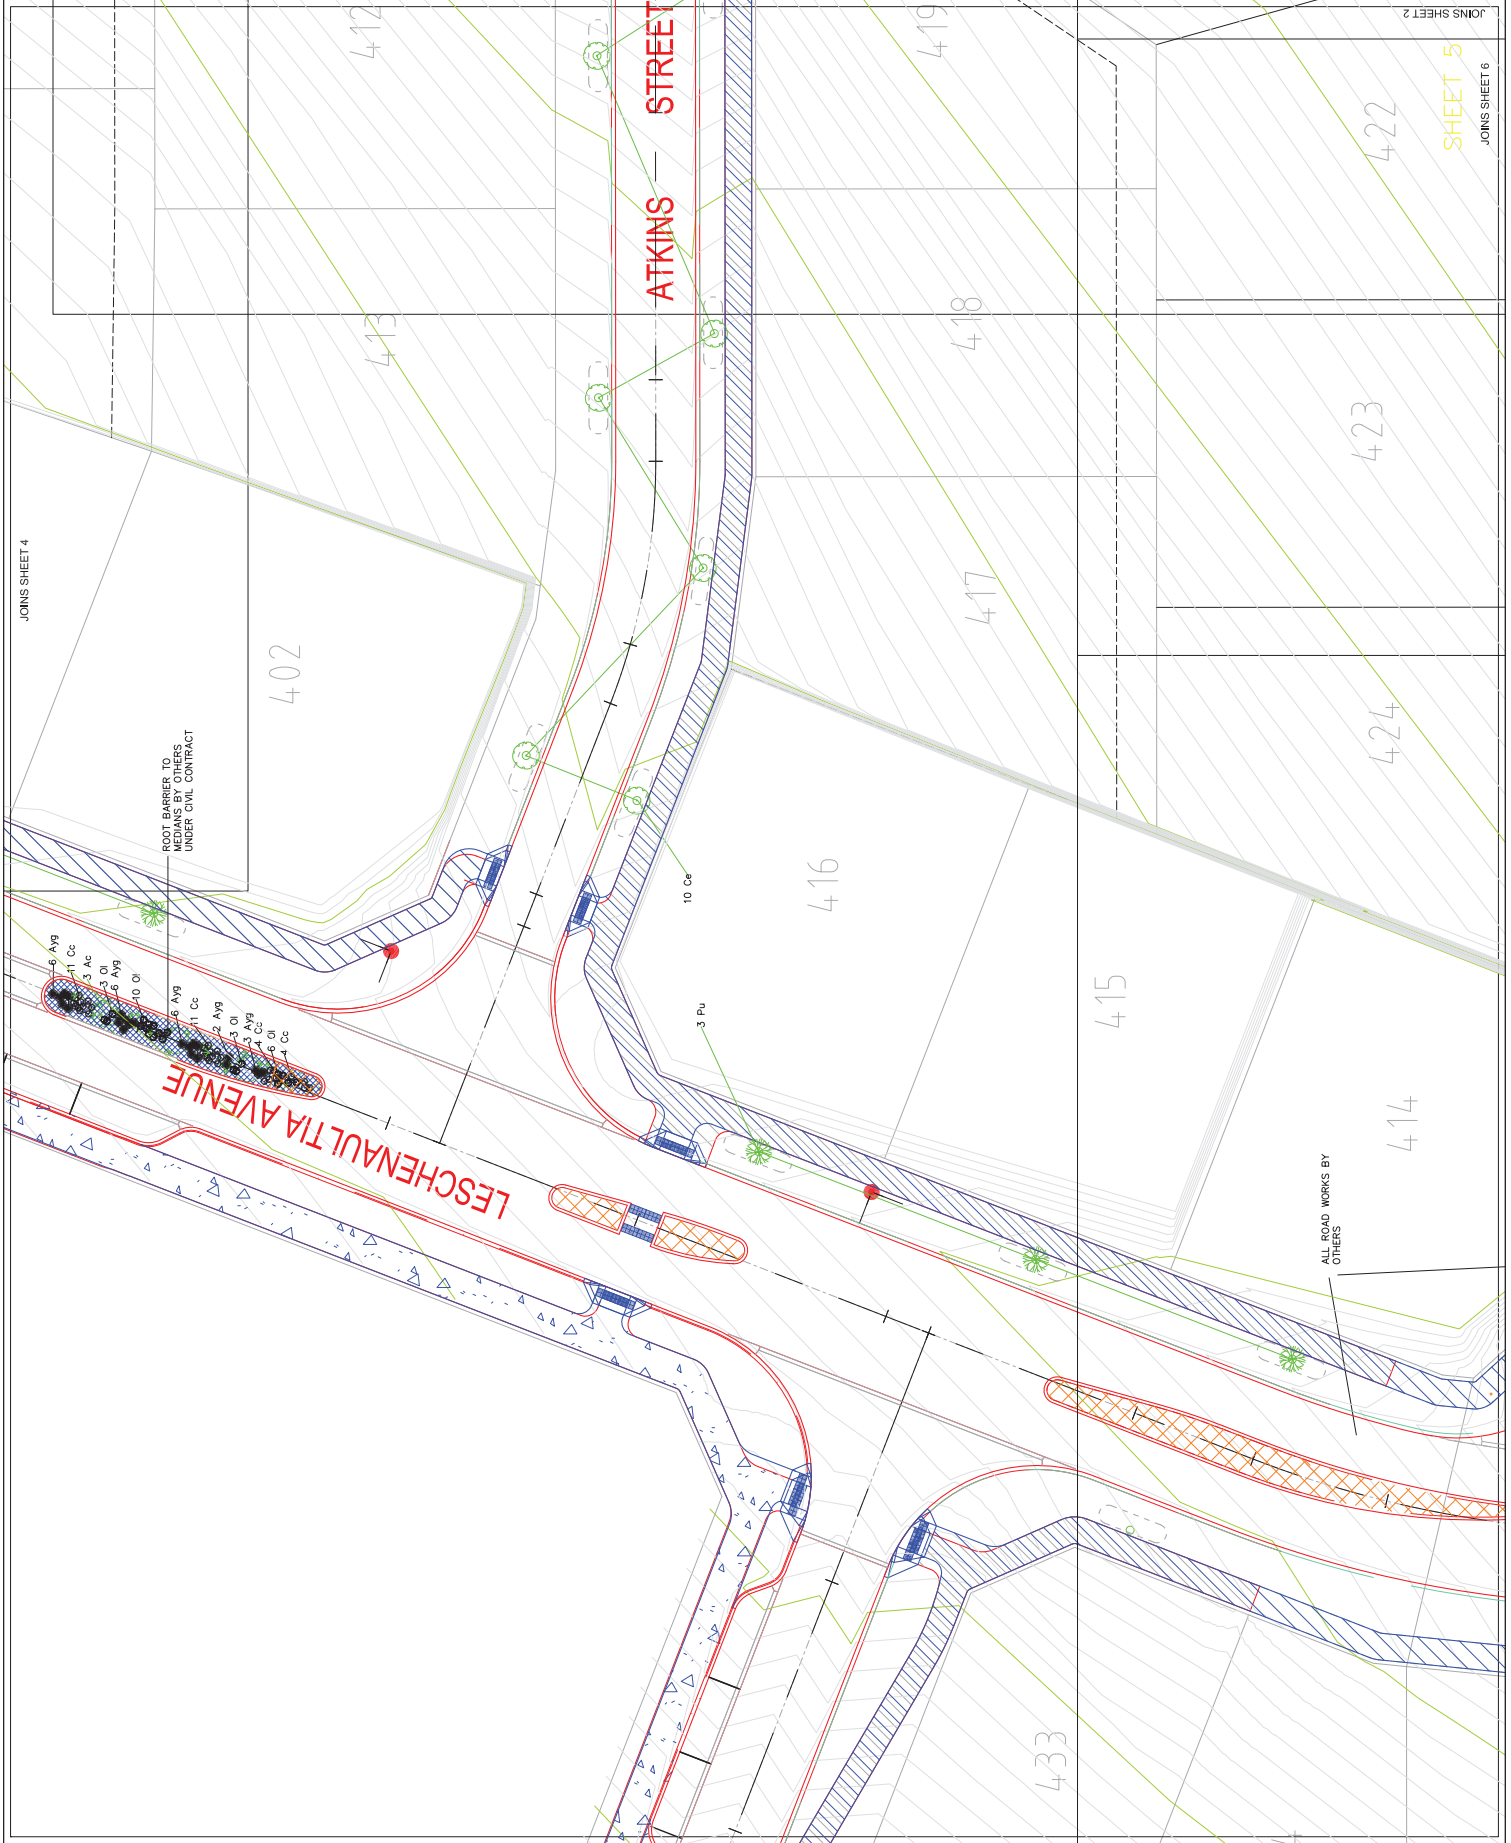 JOINS SHEET 2
SHEET 5
JOINS SHEET 6
JOINS SHEET 4
412
419
422
ATKINS STREET
413
418
423
417
402
424
ROOT BARRIER TO
MEDIANS BY OTHERS
UNDER CIVIL CONTRACT
416
10 Ce
415
3 Pu
414
6 Ayg
11 Cc
3 Ac
3 Ol
6 Ayg
10 Ol
6 Ayg
11 Cc
2 Ayg
3 Ol
3 Ayg
4 Cc
6 Ol
4 Cc
LESCHENAULTIA AVENUE
ALL ROAD WORKS BY
OTHERS
433